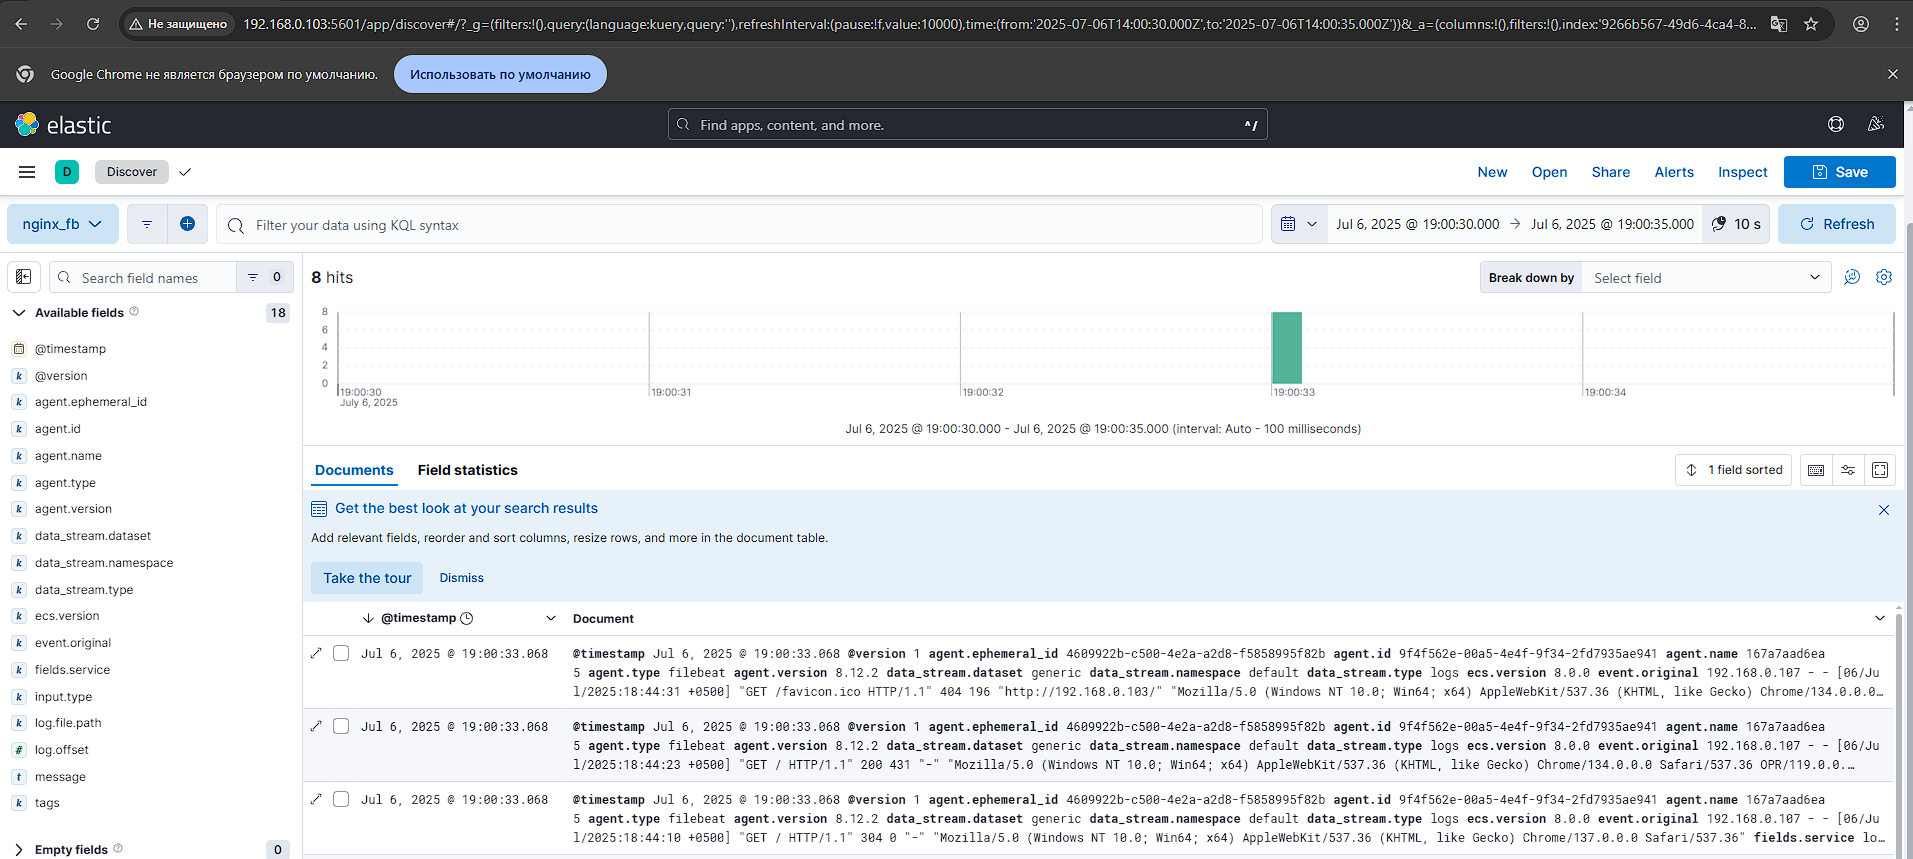 Не защищено
192.168.0.103:5601/app/discover#/?_g=(filters:!(),query:(language:kuery,query:''),refreshInterval:(pause:!f,value:10000),time:(from:'2025-07-06T14:00:30.000Z',to:'2025-07-06T14:00:35.000Z'))&_a=(columns:!(),filters:!(),index:'9266b567-49d6-4ca4-8...
Google Chrome не является браузером по умолчанию.
Использовать по умолчанию
elastic
Find apps, content, and more.
^/
D
Discover
New
Open
Share
Alerts
Inspect
Save
nginx_fb
Filter your data using KQL syntax
Jul 6, 2025 @ 19:00:30.000 → Jul 6, 2025 @ 19:00:35.000
10 s
Refresh
Search field names
0
8 hits
Break down by
Select field
Available fields
18
@timestamp
@version
agent.ephemeral_id
agent.id
agent.name
agent.type
agent.version
data_stream.dataset
data_stream.namespace
data_stream.type
ecs.version
event.original
fields.service
input.type
log.file.path
log.offset
message
tags
Empty fields
0
8
6
4
2
0
19:00:30
July 6, 2025
19:00:31
19:00:32
19:00:33
19:00:34
Jul 6, 2025 @ 19:00:30.000 - Jul 6, 2025 @ 19:00:35.000 (interval: Auto - 100 milliseconds)
Documents
Field statistics
1 field sorted
Get the best look at your search results
Add relevant fields, reorder and sort columns, resize rows, and more in the document table.
Take the tour
Dismiss
@timestamp
Document
Jul 6, 2025 @ 19:00:33.068
@timestamp Jul 6, 2025 @ 19:00:33.068 @version 1 agent.ephemeral_id 4609922b-c500-4e2a-a2d8-f5858995f82b agent.id 9f4f562e-00a5-4e4f-9f34-2fd7935ae941 agent.name 167a7aad6ea
5 agent.type filebeat agent.version 8.12.2 data_stream.dataset generic data_stream.namespace default data_stream.type logs ecs.version 8.0.0 event.original 192.168.0.107 - - [06/Ju
l/2025:18:44:31 +0500] "GET /favicon.ico HTTP/1.1" 404 196 "http://192.168.0.103/" "Mozilla/5.0 (Windows NT 10.0; Win64; x64) AppleWebKit/537.36 (KHTML, like Gecko) Chrome/134.0.0.0…
Jul 6, 2025 @ 19:00:33.068
@timestamp Jul 6, 2025 @ 19:00:33.068 @version 1 agent.ephemeral_id 4609922b-c500-4e2a-a2d8-f5858995f82b agent.id 9f4f562e-00a5-4e4f-9f34-2fd7935ae941 agent.name 167a7aad6ea
5 agent.type filebeat agent.version 8.12.2 data_stream.dataset generic data_stream.namespace default data_stream.type logs ecs.version 8.0.0 event.original 192.168.0.107 - - [06/Ju
l/2025:18:44:23 +0500] "GET / HTTP/1.1" 200 431 "-" "Mozilla/5.0 (Windows NT 10.0; Win64; x64) AppleWebKit/537.36 (KHTML, like Gecko) Chrome/134.0.0.0 Safari/537.36 OPR/119.0.0.…
Jul 6, 2025 @ 19:00:33.068
@timestamp Jul 6, 2025 @ 19:00:33.068 @version 1 agent.ephemeral_id 4609922b-c500-4e2a-a2d8-f5858995f82b agent.id 9f4f562e-00a5-4e4f-9f34-2fd7935ae941 agent.name 167a7aad6ea
5 agent.type filebeat agent.version 8.12.2 data_stream.dataset generic data_stream.namespace default data_stream.type logs ecs.version 8.0.0 event.original 192.168.0.107 - - [06/Ju
l/2025:18:44:10 +0500] "GET / HTTP/1.1" 304 0 "-" "Mozilla/5.0 (Windows NT 10.0; Win64; x64) AppleWebKit/537.36 (KHTML, like Gecko) Chrome/137.0.0.0 Safari/537.36" fields.service lo…